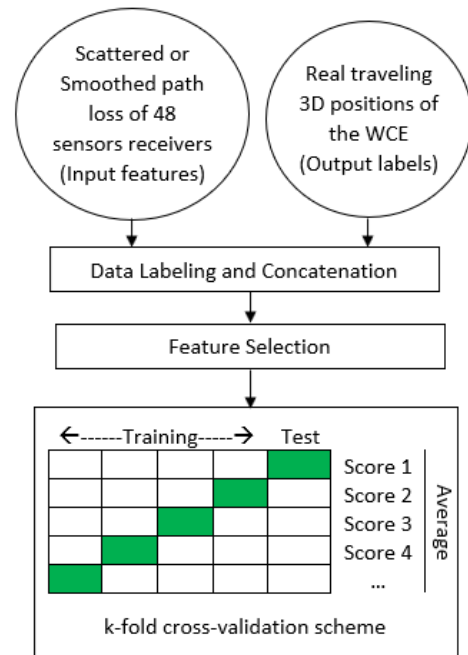 Scattered or
Smoothed path
loss of 48
sensors receivers
(Input features)
Real traveling
3D positions of
the WCE
(Output labels)
Data Labeling and Concatenation
Feature Selection
←------Training-----→ Test
Score 1
Score 2
Score 3
Score 4
...
Average
k-fold cross-validation scheme